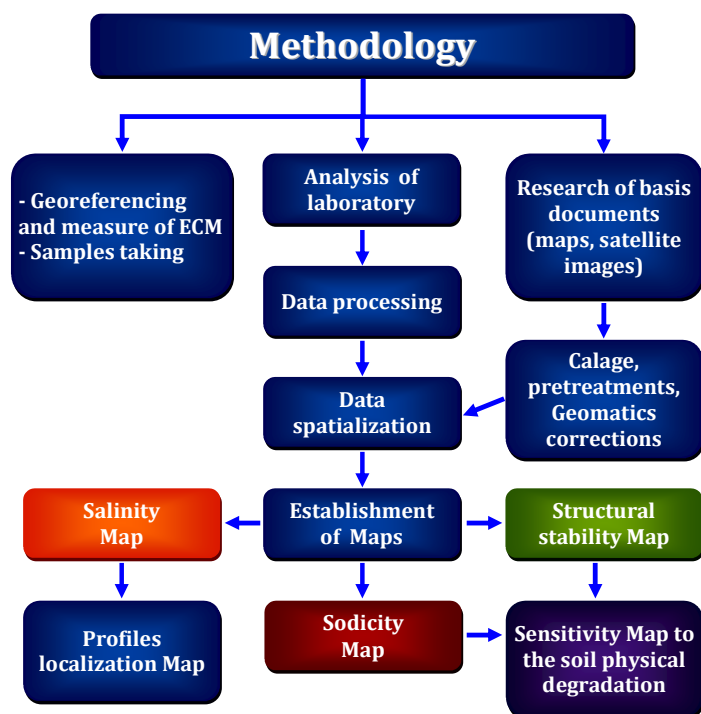 Methodology
- Georeferencing
and measure of ECM
- Samples taking
Analysis of
laboratory
Research of basis
documents
(maps, satellite
images)
Data processing
Calage,
pretreatments,
Geomatics
corrections
Data
spatialization
Salinity
Map
Establishment
of Maps
Structural
stability Map
Profiles
localization Map
Sodicity
Map
Sensitivity Map to
the soil physical
degradation